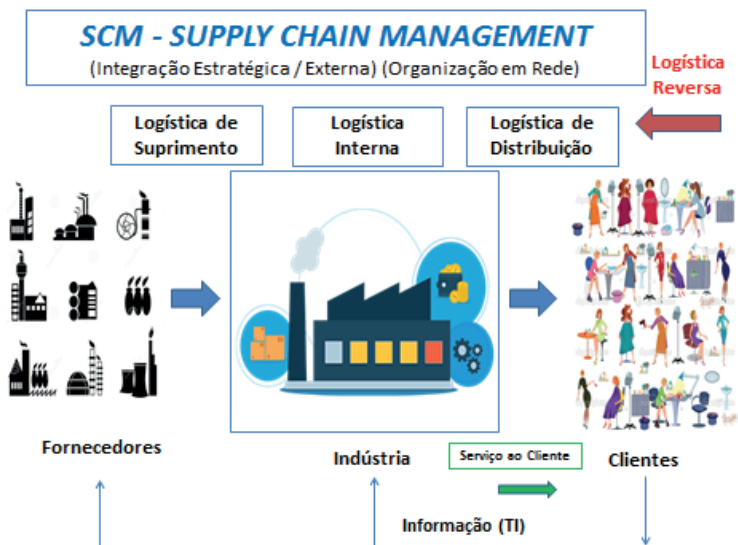 SCM - SUPPLY CHAIN MANAGEMENT
(Integração Estratégica / Externa) (Organização em Rede)
Logística
Reversa
Logística de
Suprimento
Logística
Interna
Logística de
Distribuição
Fornecedores
Indústria
Serviço ao Cliente
Clientes
Informação (TI)